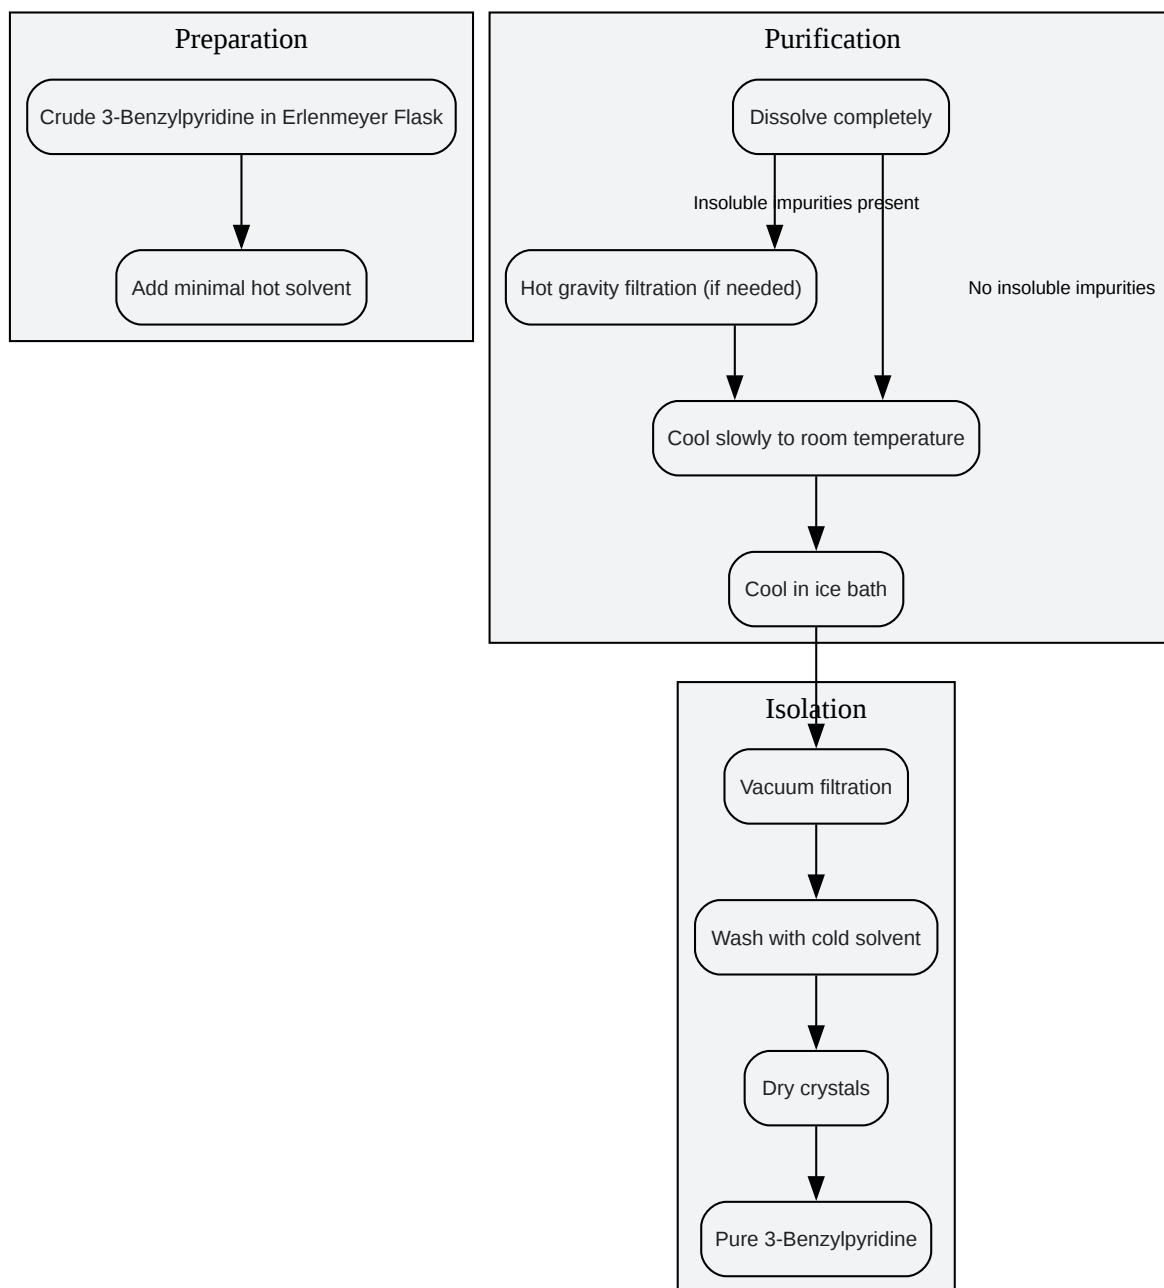 Preparation
Crude 3-Benzylpyridine in Erlenmeyer Flask
Add minimal hot solvent
Purification
Dissolve completely
Insoluble impurities present
Hot gravity filtration (if needed)
No insoluble impurities
Cool slowly to room temperature
Cool in ice bath
Isolation
Vacuum filtration
Wash with cold solvent
Dry crystals
Pure 3-Benzylpyridine